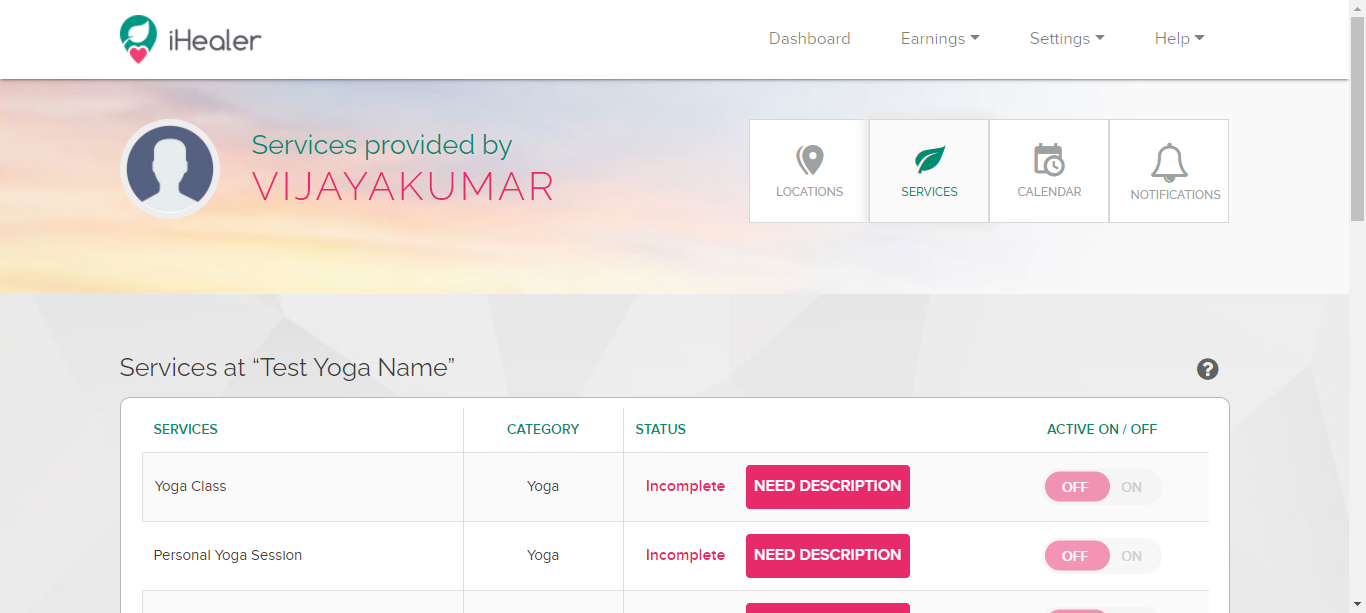 iHealer
Dashboard Earnings Settings Help
Services provided by
VIJAYAKUMAR
LOCATIONS SERVICES CALENDAR NOTIFICATIONS
Services at “Test Yoga Name” ?
SERVICES CATEGORY STATUS ACTIVE ON / OFF
Yoga Class Yoga Incomplete NEED DESCRIPTION OFF ON
Personal Yoga Session Yoga Incomplete NEED DESCRIPTION OFF ON